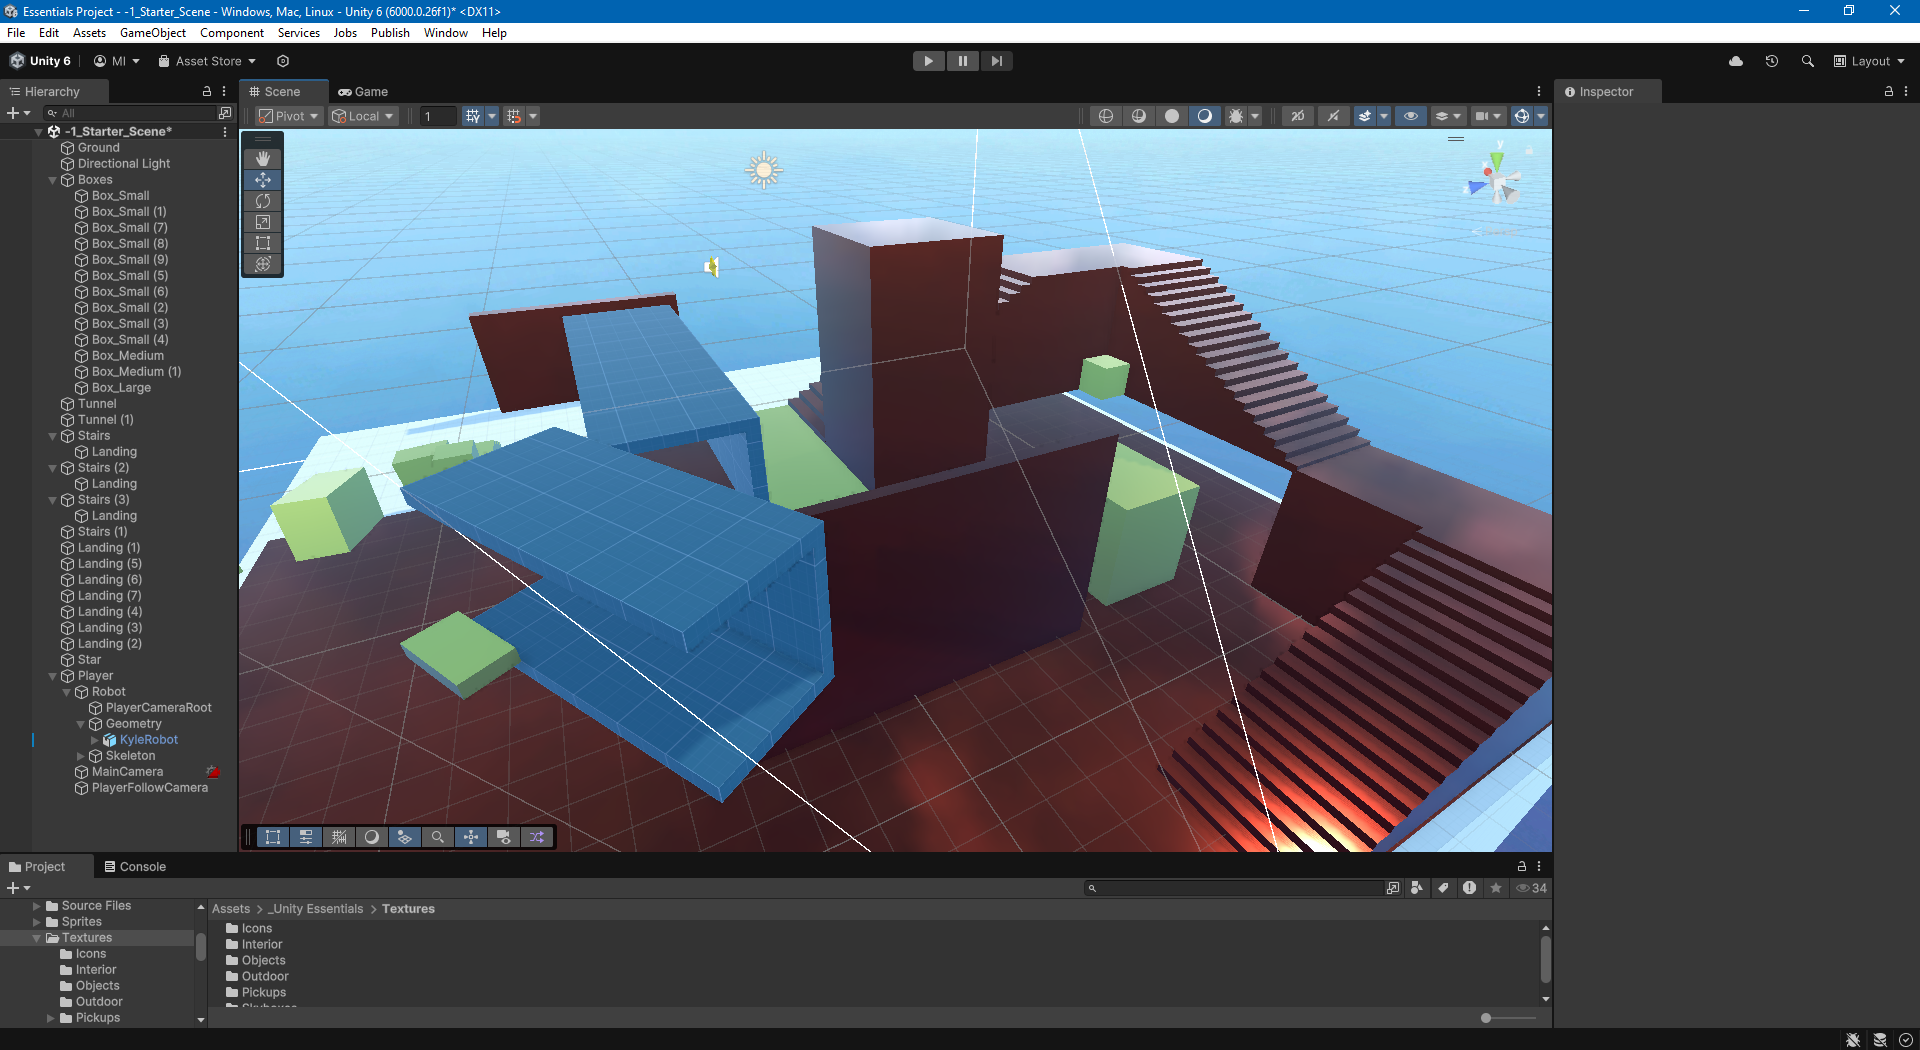 Essentials Project - -1_Starter_Scene - Windows, Mac, Linux - Unity 6 (6000.0.26f1)* <DX11>
File Edit Assets GameObject Component Services Jobs Publish Window Help
Unity 6 MI Asset Store Layout
Hierarchy
All
-1_Starter_Scene*
Ground
Directional Light
Boxes
Box_Small
Box_Small (1)
Box_Small (7)
Box_Small (8)
Box_Small (9)
Box_Small (5)
Box_Small (6)
Box_Small (2)
Box_Small (3)
Box_Small (4)
Box_Medium
Box_Medium (1)
Box_Large
Tunnel
Tunnel (1)
Stairs
Landing
Stairs (2)
Landing
Stairs (3)
Landing
Stairs (1)
Landing (1)
Landing (5)
Landing (6)
Landing (7)
Landing (4)
Landing (3)
Landing (2)
Star
Player
Robot
PlayerCameraRoot
Geometry
KyleRobot
Skeleton
MainCamera
PlayerFollowCamera
Scene Game
Pivot Local 1 2D
y
x
z
Inspector
Project Console
34
Source Files
Sprites
Textures
Icons
Interior
Objects
Outdoor
Pickups
Assets > _Unity Essentials > Textures
Icons
Interior
Objects
Outdoor
Pickups